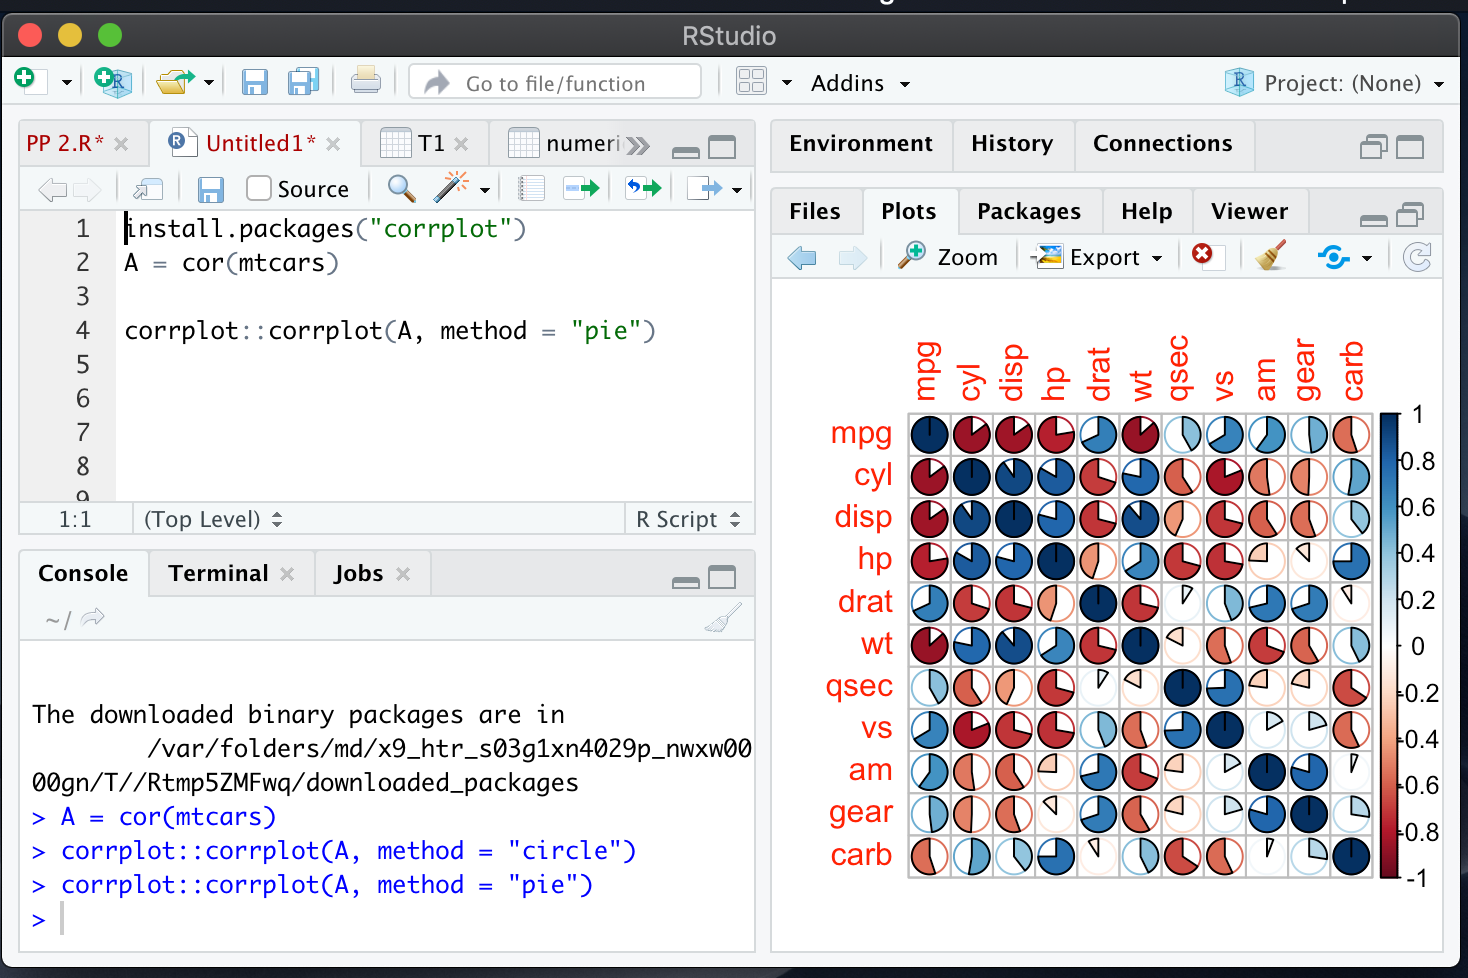 RStudio
Go to file/function
Addins
Project: (None)
PP 2.R*
Untitled1*
T1
numeri
Source
1 install.packages("corrplot")
2 A = cor(mtcars)
3
4 corrplot::corrplot(A, method = "pie")
5
6
7
8
9
1:1
(Top Level)
R Script
Console
Terminal
Jobs
~/
The downloaded binary packages are in
/var/folders/md/x9_htr_s03g1xn4029p_nwxw00
00gn/T//Rtmp5ZMFwq/downloaded_packages
> A = cor(mtcars)
> corrplot::corrplot(A, method = "circle")
> corrplot::corrplot(A, method = "pie")
>
Environment
History
Connections
Files
Plots
Packages
Help
Viewer
Zoom
Export
mpg
cyl
disp
hp
drat
wt
qsec
vs
am
gear
carb
mpg
cyl
disp
hp
drat
wt
qsec
vs
am
gear
carb
1
0.8
0.6
0.4
0.2
0
-0.2
-0.4
-0.6
-0.8
-1